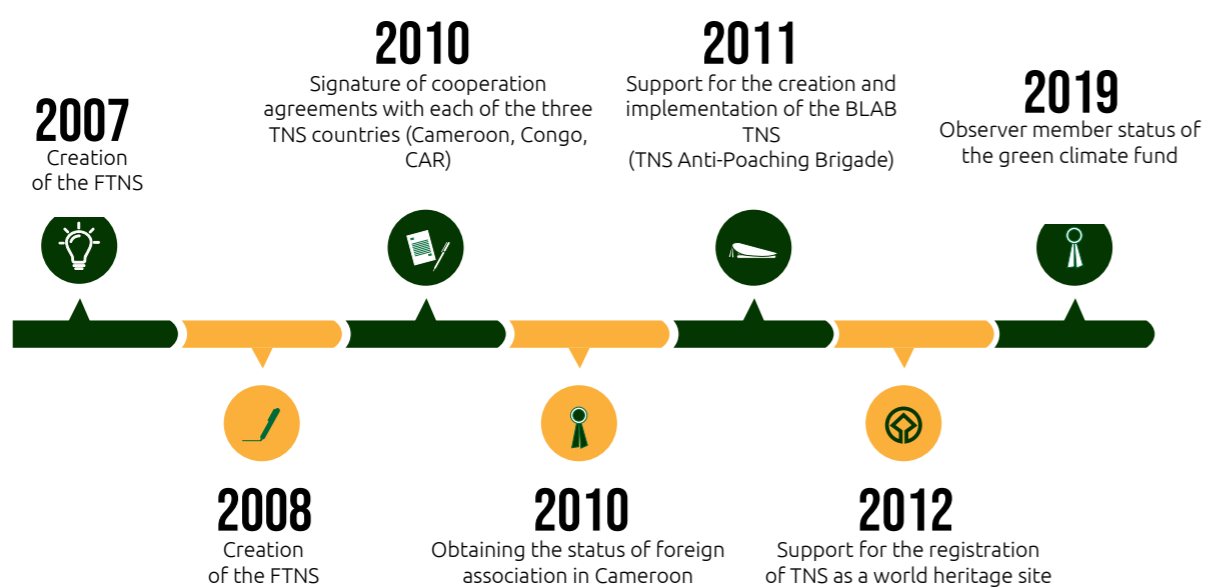 2007
Creation
of the FTNS
2008
Creation
of the FTNS
2010
Signature of cooperation
agreements with each of the three
TNS countries (Cameroon, Congo,
CAR)
2010
Obtaining the status of foreign
association in Cameroon
2011
Support for the creation and
implementation of the BLAB
TNS
(TNS Anti-Poaching Brigade)
2012
Support for the registration
of TNS as a world heritage site
2019
Observer member status of
the green climate fund